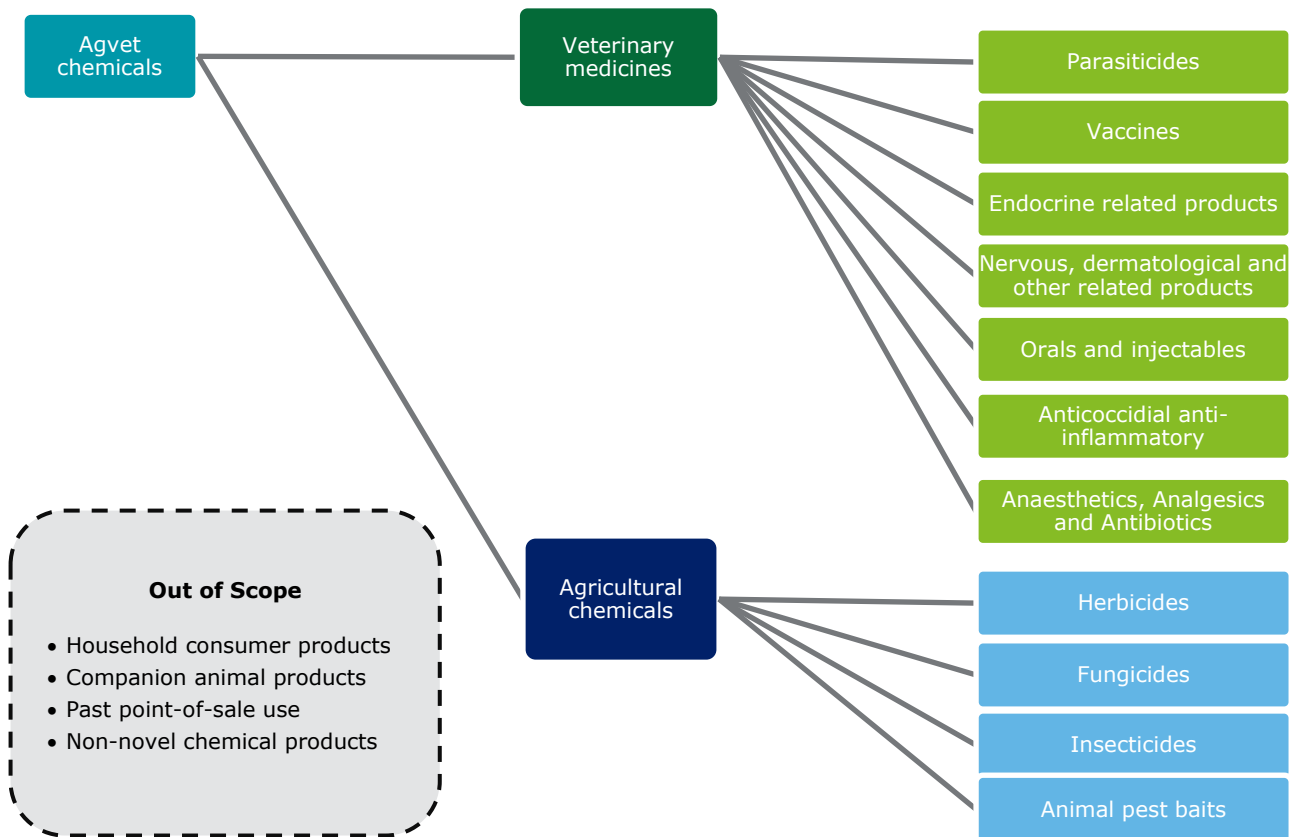 Agvet
chemicals
Veterinary
medicines
Parasiticides
Vaccines
Endocrine related products
Nervous, dermatological and
other related products
Orals and injectables
Anticoccidial anti-
inflammatory
Anaesthetics, Analgesics
and Antibiotics
Agricultural
chemicals
Herbicides
Fungicides
Insecticides
Animal pest baits
Out of Scope
• Household consumer products
• Companion animal products
• Past point-of-sale use
• Non-novel chemical products